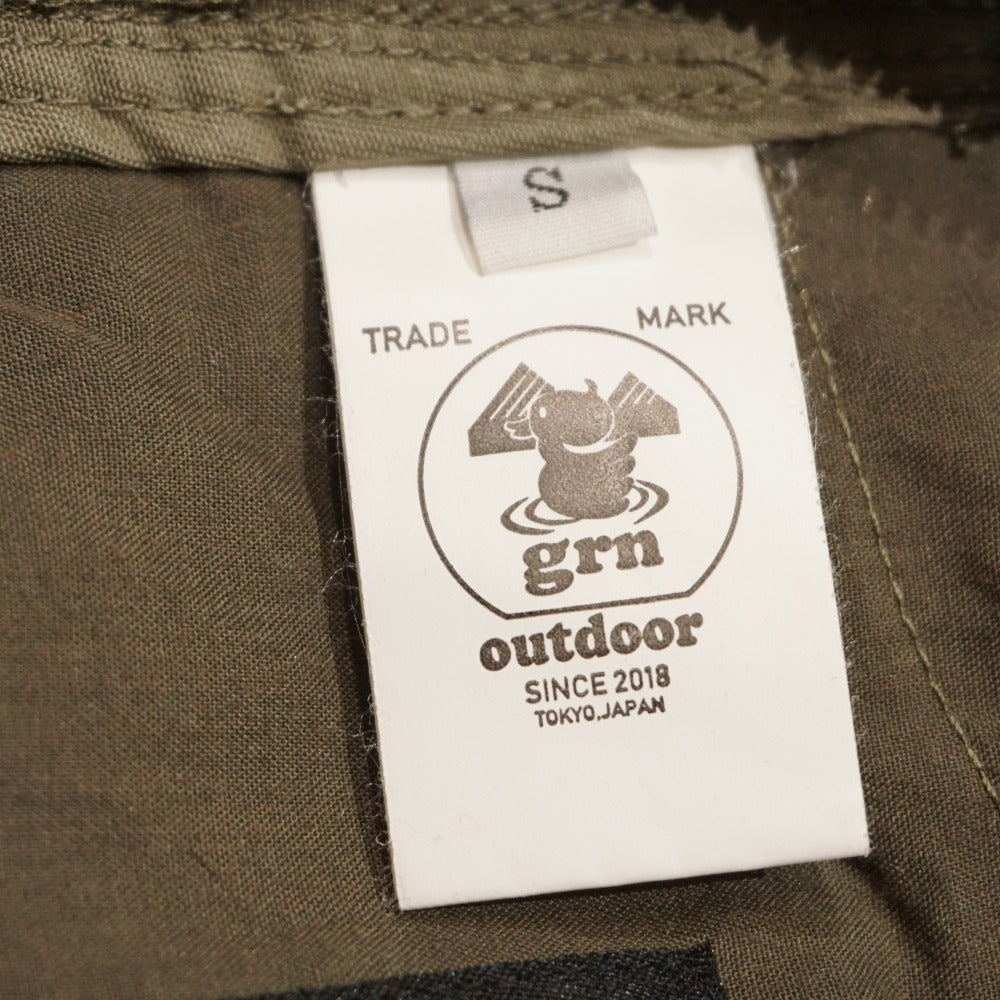 S
TRADE MARK
grn
outdoor
SINCE 2018
TOKYO,JAPAN